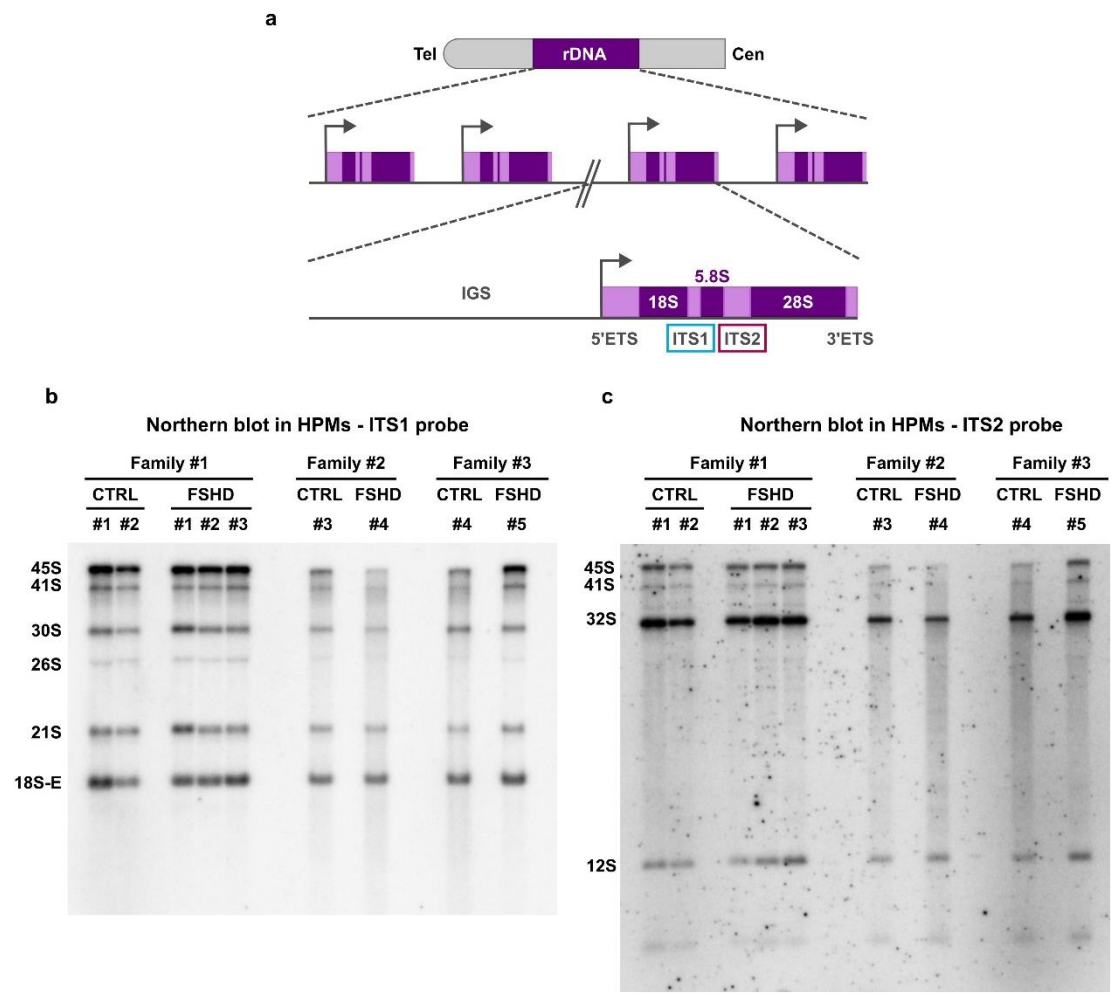 a
Tel rDNA Cen
5.8S
IGS 18S 28S
5'ETS ITS1 ITS2 3'ETS
b
Northern blot in HPMs - ITS1 probe
Family #1 Family #2 Family #3
CTRL FSHD CTRL FSHD CTRL FSHD
#1 #2 #1 #2 #3 #3 #4 #4 #5
45S
41S
30S
26S
21S
18S-E
c
Northern blot in HPMs - ITS2 probe
Family #1 Family #2 Family #3
CTRL FSHD CTRL FSHD CTRL FSHD
#1 #2 #1 #2 #3 #3 #4 #4 #5
45S
41S
32S
12S